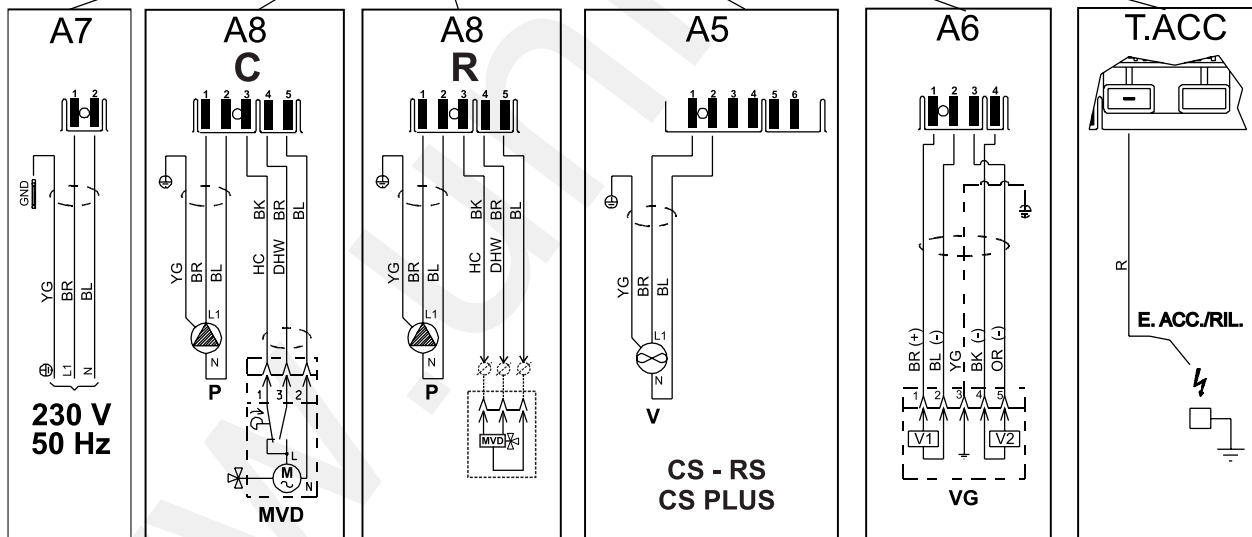 A7
1 2
GND
YG
BR
BL
L1
N
230 V
50 Hz
A8
C
1 2 3 4 5
YG
BR
BL
HC
BK
DHW
BR
BL
L1
N
P
1 3 2
L
M
N
MVD
A8
R
1 2 3 4 5
YG
BR
BL
HC
BK
DHW
BR
BL
L1
N
P
MVD
A5
1 2 3 4 5 6
YG
BR
BL
L1
N
V
CS - RS
CS PLUS
A6
1 2 3 4
BR (+)
BL (-)
YG
BK (-)
OR (-)
1 2 3 4 5
V1
V2
VG
T.ACC
R
E. ACC./RIL.
w.un